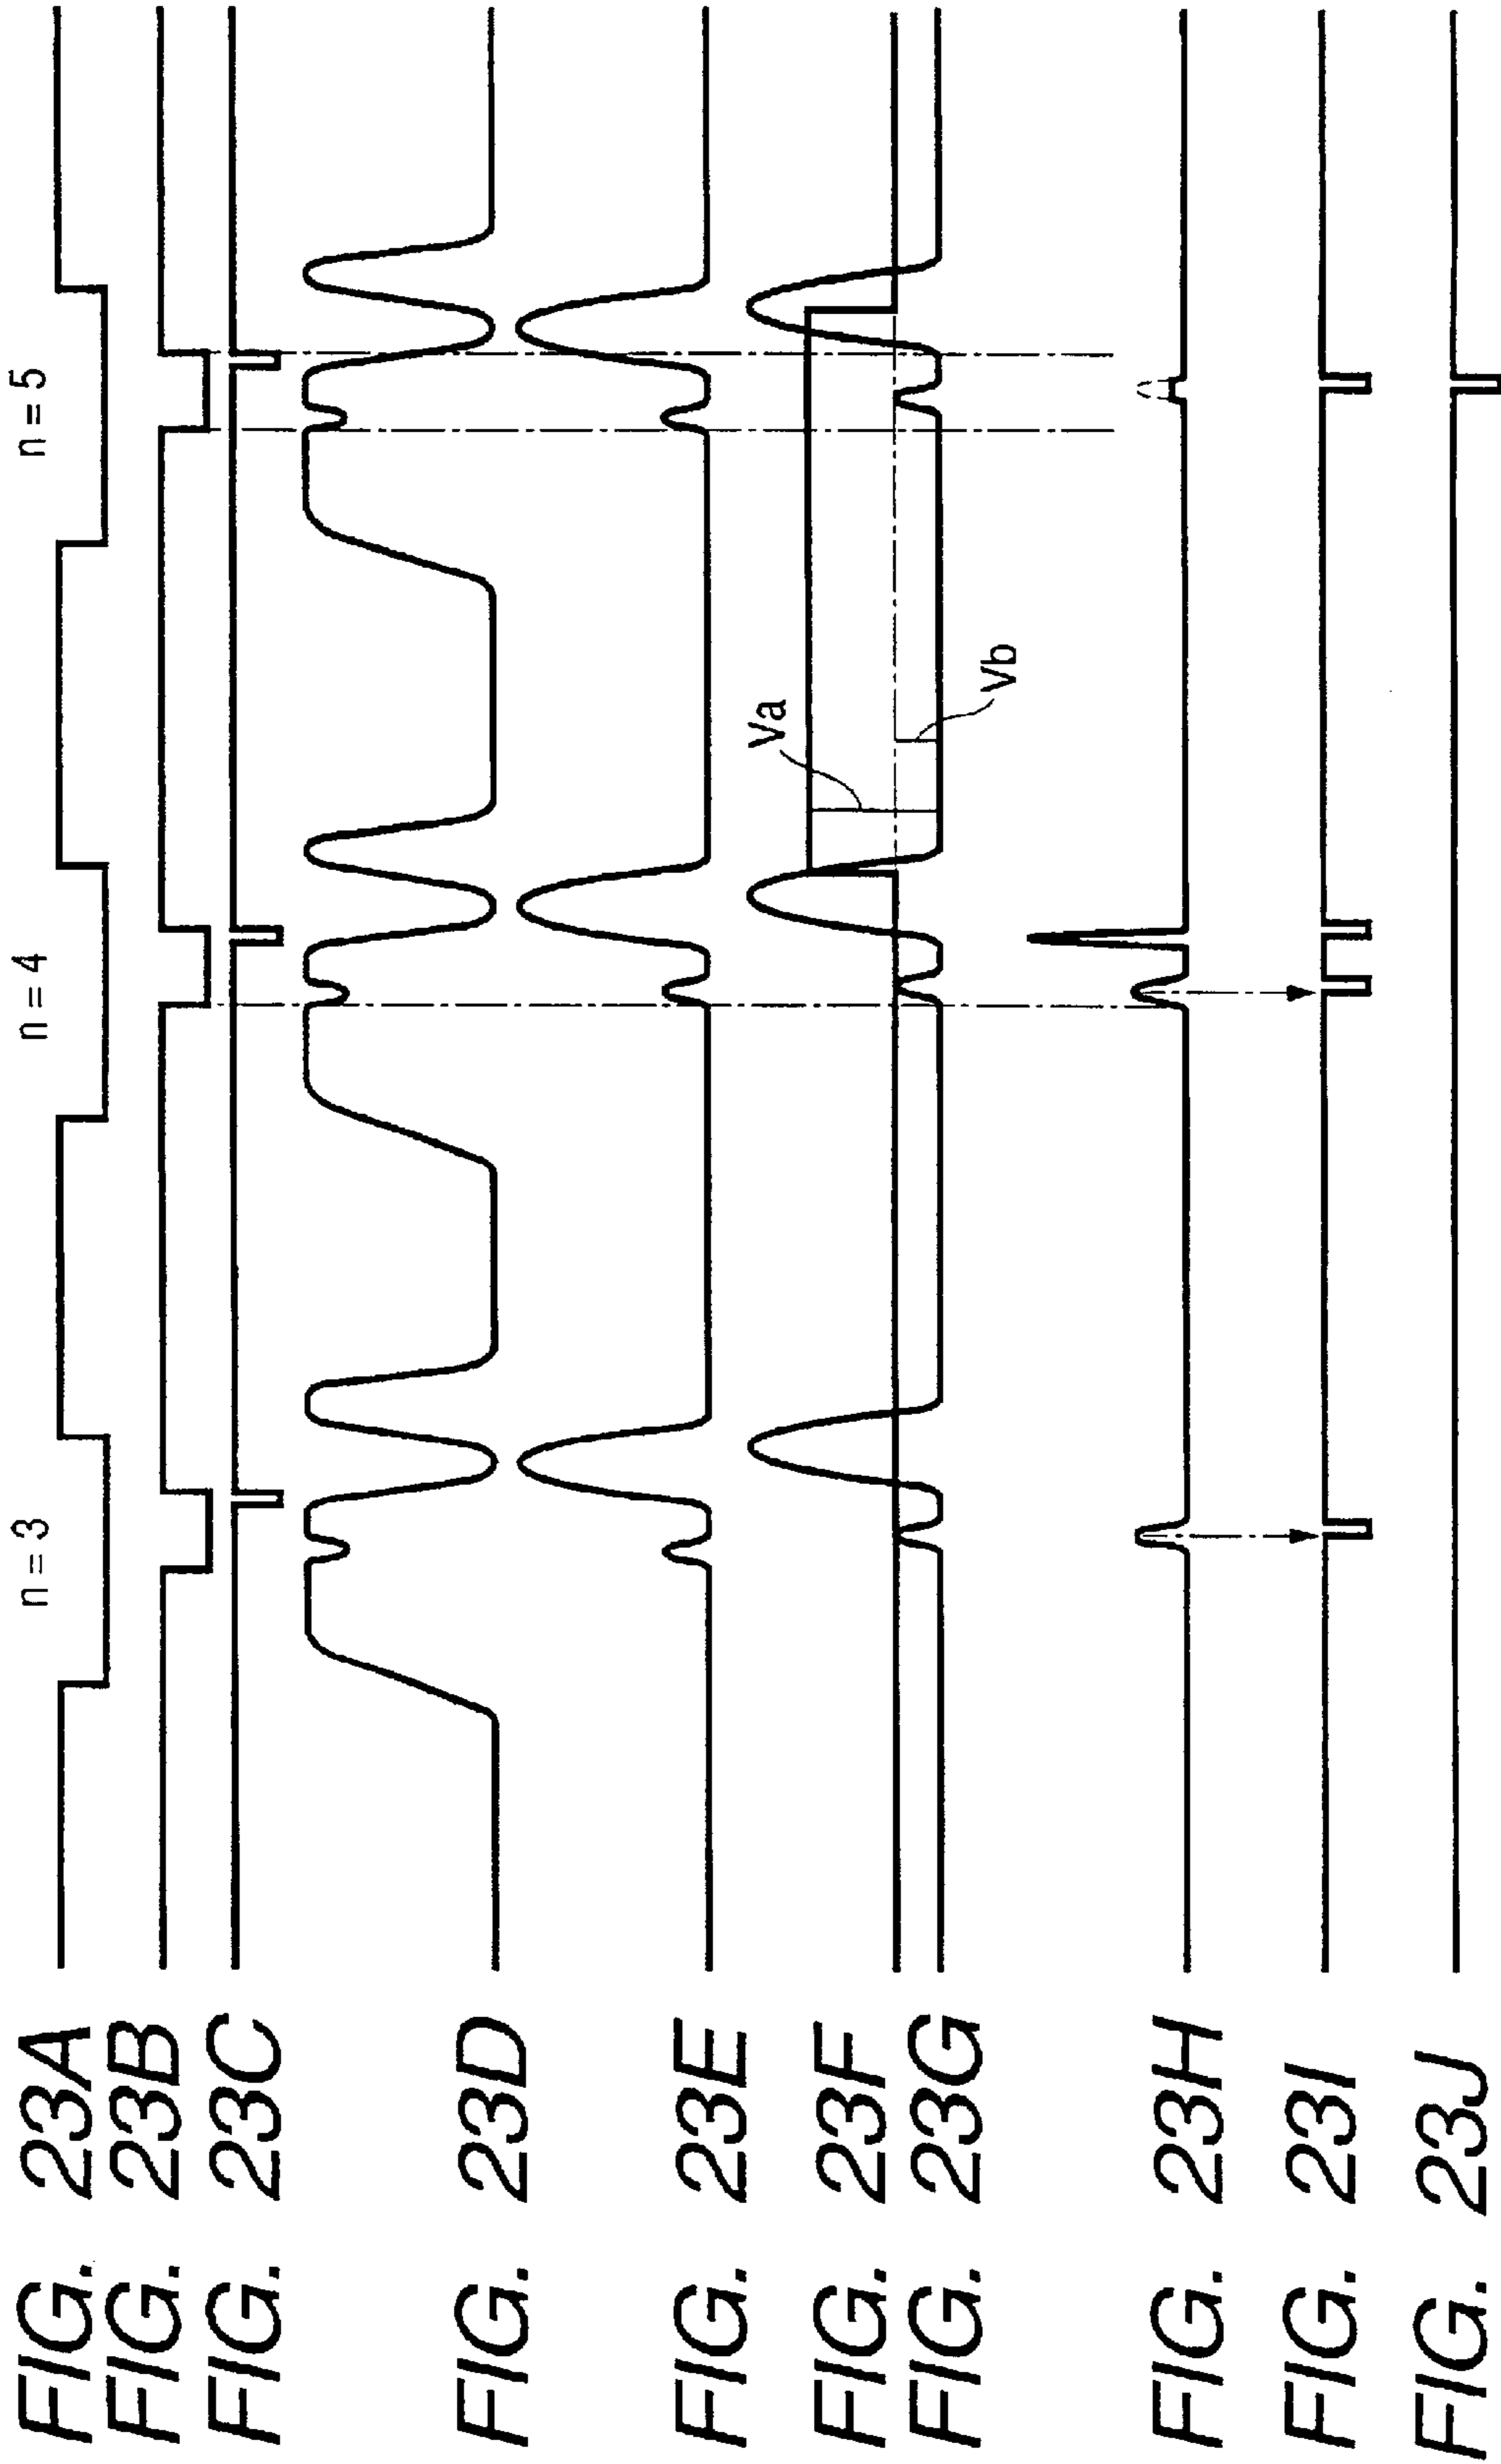 n = 3
n = 4
n = 5
FIG. 23A
FIG. 23B
FIG. 23C
FIG. 23D
FIG. 23E
Va
FIG. 23F
FIG. 23G
Vb
FIG. 23H
FIG. 23I
FIG. 23J